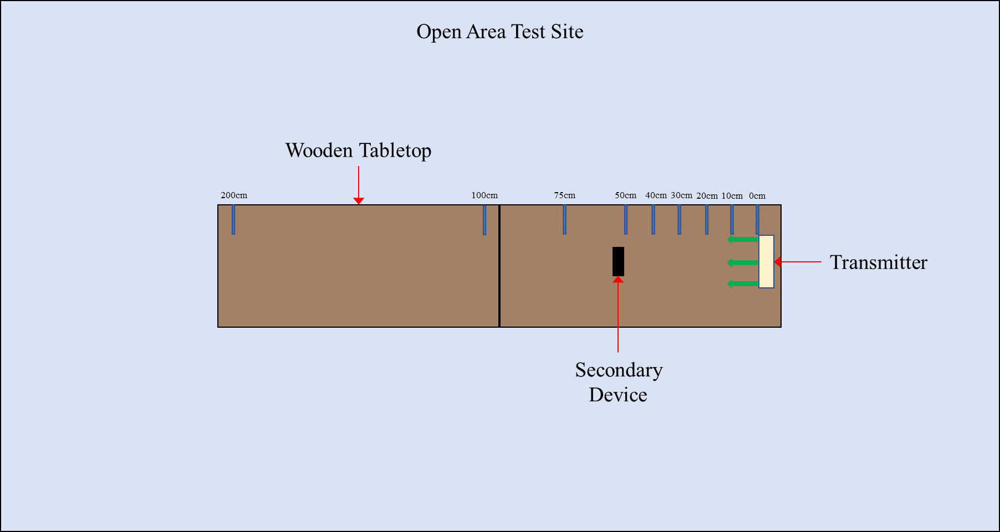 Open Area Test Site
Wooden Tabletop
200cm 100cm 75cm 50cm 40cm 30cm 20cm 10cm 0cm
Transmitter
Secondary
Device